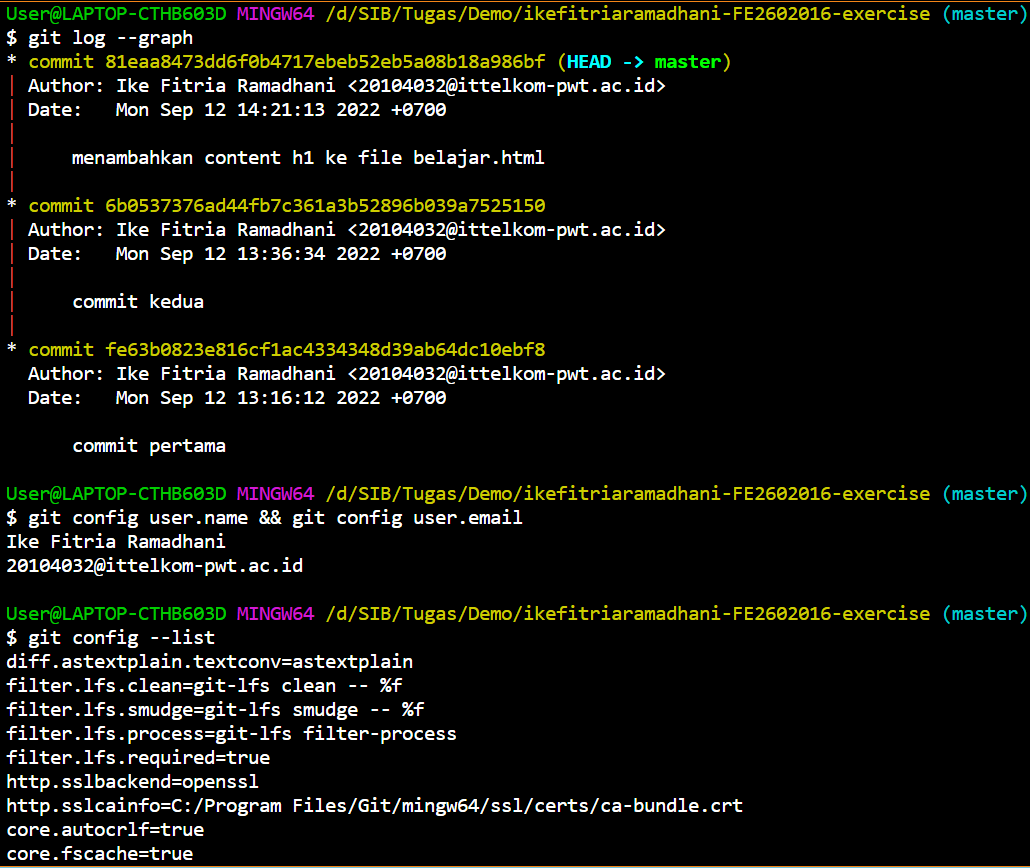 User@LAPTOP-CTHB603D MINGW64 /d/SIB/Tugas/Demo/ikefitriaramadhani-FE2602016-exercise (master)
$ git log --graph
* commit 81eaa8473dd6f0b4717ebeb52eb5a08b18a986bf (HEAD -> master)
| Author: Ike Fitria Ramadhani <20104032@ittelkom-pwt.ac.id>
| Date:   Mon Sep 12 14:21:13 2022 +0700
|
|     menambahkan content h1 ke file belajar.html
|
* commit 6b0537376ad44fb7c361a3b52896b039a7525150
| Author: Ike Fitria Ramadhani <20104032@ittelkom-pwt.ac.id>
| Date:   Mon Sep 12 13:36:34 2022 +0700
|
|     commit kedua
|
* commit fe63b0823e816cf1ac4334348d39ab64dc10ebf8
  Author: Ike Fitria Ramadhani <20104032@ittelkom-pwt.ac.id>
  Date:   Mon Sep 12 13:16:12 2022 +0700

      commit pertama

User@LAPTOP-CTHB603D MINGW64 /d/SIB/Tugas/Demo/ikefitriaramadhani-FE2602016-exercise (master)
$ git config user.name && git config user.email
Ike Fitria Ramadhani
20104032@ittelkom-pwt.ac.id

User@LAPTOP-CTHB603D MINGW64 /d/SIB/Tugas/Demo/ikefitriaramadhani-FE2602016-exercise (master)
$ git config --list
diff.astextplain.textconv=astextplain
filter.lfs.clean=git-lfs clean -- %f
filter.lfs.smudge=git-lfs smudge -- %f
filter.lfs.process=git-lfs filter-process
filter.lfs.required=true
http.sslbackend=openssl
http.sslcainfo=C:/Program Files/Git/mingw64/ssl/certs/ca-bundle.crt
core.autocrlf=true
core.fscache=true